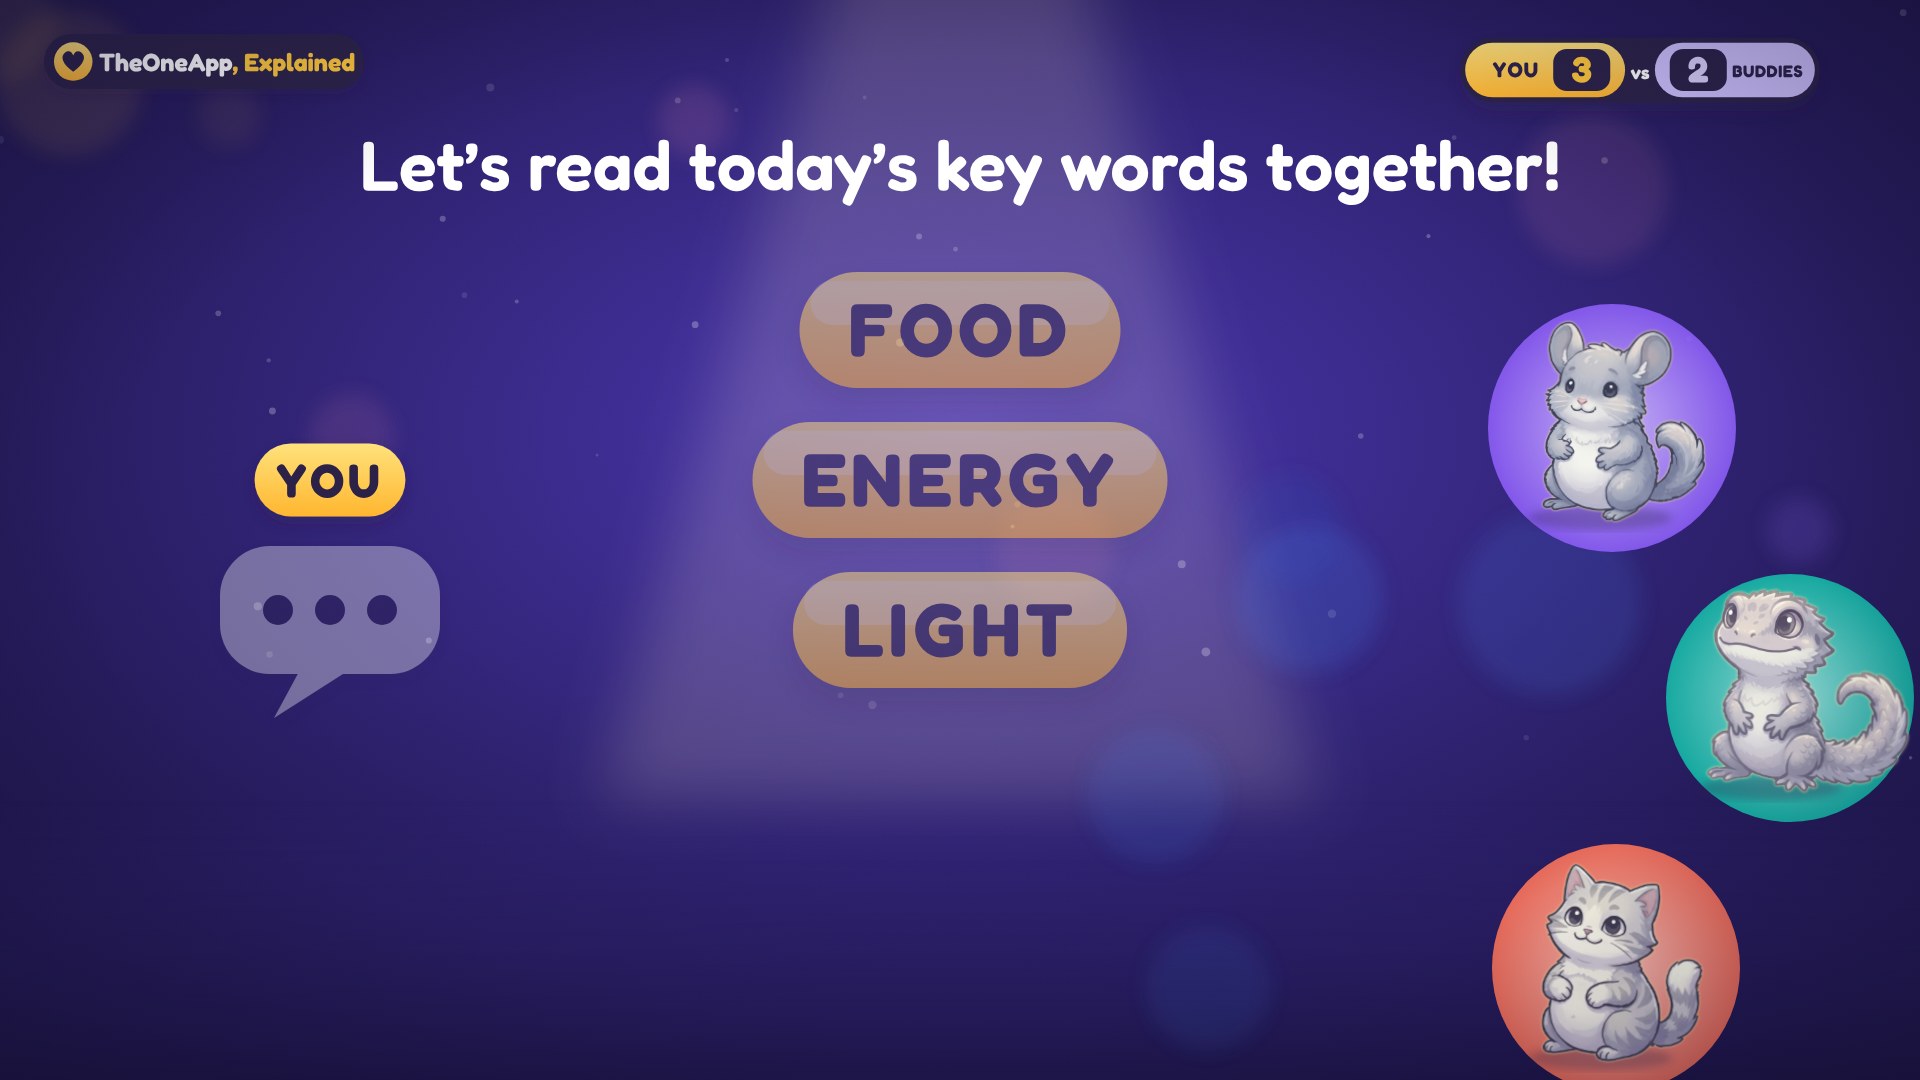 TheOneApp, Explained
YOU 3 vs 2 BUDDIES
Let’s read today’s key words together!
FOOD
ENERGY
LIGHT
YOU